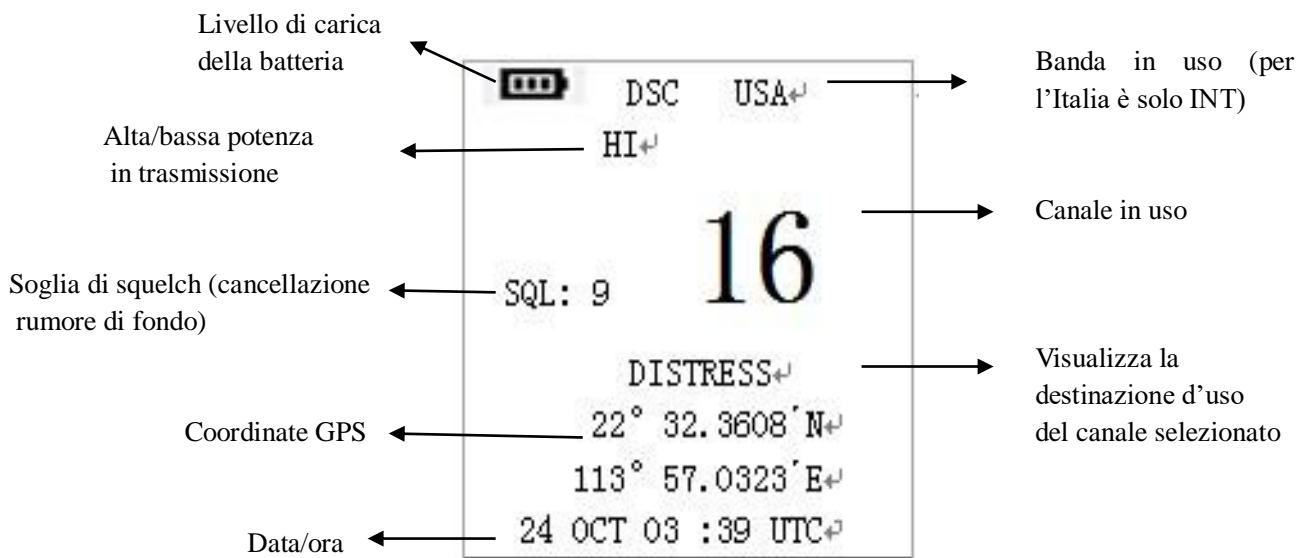 Livello di carica
della batteria
Alta/bassa potenza
in trasmissione
Soglia di squelch (cancellazione
rumore di fondo)
Coordinate GPS
Data/ora
DSC USA↵
HI↵
16
SQL: 9
DISTRESS↵
22° 32.3608′N↵
113° 57.0323′E↵
24 OCT 03 :39 UTC↵
Banda in uso (per
l’Italia è solo INT)
Canale in uso
Visualizza la
destinazione d’uso
del canale selezionato